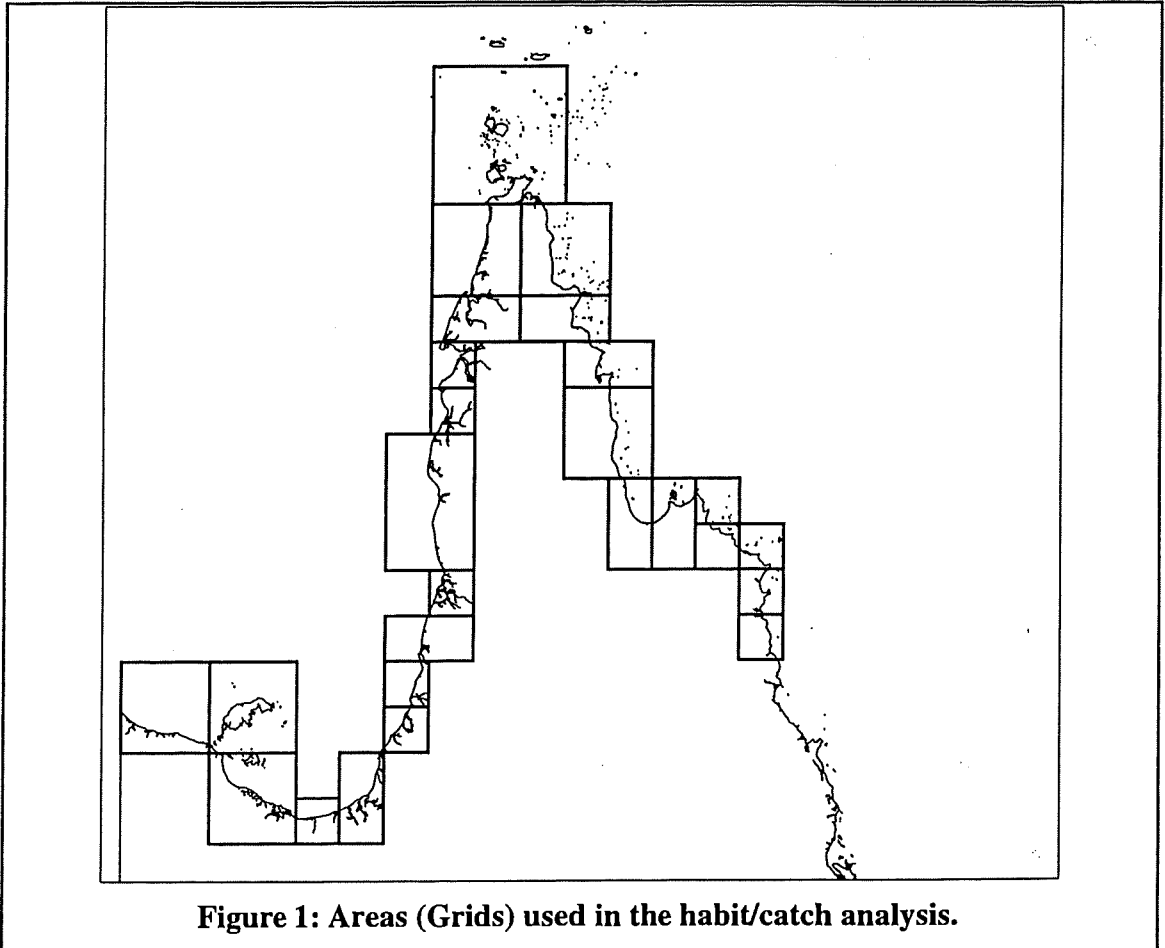 Figure 1: Areas (Grids) used in the habit/catch analysis.